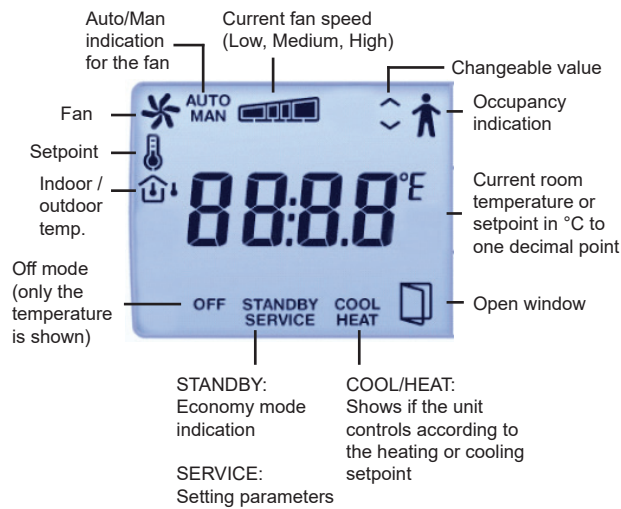 Auto/Man
indication
for the fan
Current fan speed
(Low, Medium, High)
Changeable value
Fan
AUTO
MAN
Occupancy
indication
Setpoint
Indoor /
outdoor
temp.
88:8.8°E
Current room
temperature or
setpoint in °C to
one decimal point
Off mode
(only the
temperature
is shown)
OFF
STANDBY
SERVICE
COOL
HEAT
Open window
STANDBY:
Economy mode
indication
SERVICE:
Setting parameters
COOL/HEAT:
Shows if the unit
controls according to
the heating or cooling
setpoint